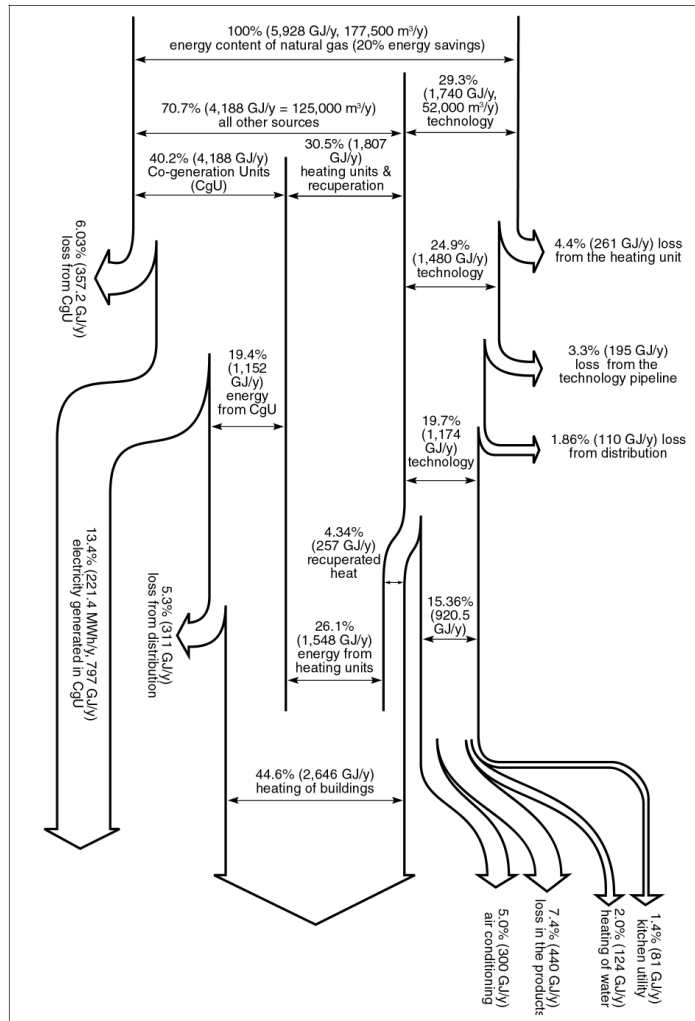 100% (5,928 GJ/y, 177,500 m³/y)
energy content of natural gas (20% energy savings)
29.3%
(1,740 GJ/y,
52,000 m³/y)
technology
70.7% (4,188 GJ/y = 125,000 m³/y)
all other sources
30.5% (1,807
GJ/y)
heating units &
recuperation
40.2% (4,188 GJ/y)
Co-generation Units
(CgU)
6.03% (357.2 GJ/y)
loss from CgU
24.9%
(1,480 GJ/y)
technology
4.4% (261 GJ/y) loss
from the heating unit
19.4%
(1,152
GJ/y)
energy
from CgU
3.3% (195 GJ/y)
loss from the
technology pipeline
19.7%
(1,174
GJ/y)
technology
1.86% (110 GJ/y) loss
from distribution
13.4% (221.4 MWh/y, 797 GJ/y)
electricity generated in CgU
5.3% (311 GJ/y)
loss from distribution
4.34%
(257 GJ/y)
recuperated
heat
15.36%
(920.5
GJ/y)
26.1%
(1,548 GJ/y)
energy from
heating units
44.6% (2,646 GJ/y)
heating of buildings
5.0% (300 GJ/y)
air conditioning
7.4% (440 GJ/y)
loss in the products
2.0% (124 GJ/y)
heating of water
1.4% (81 GJ/y)
kitchen utility